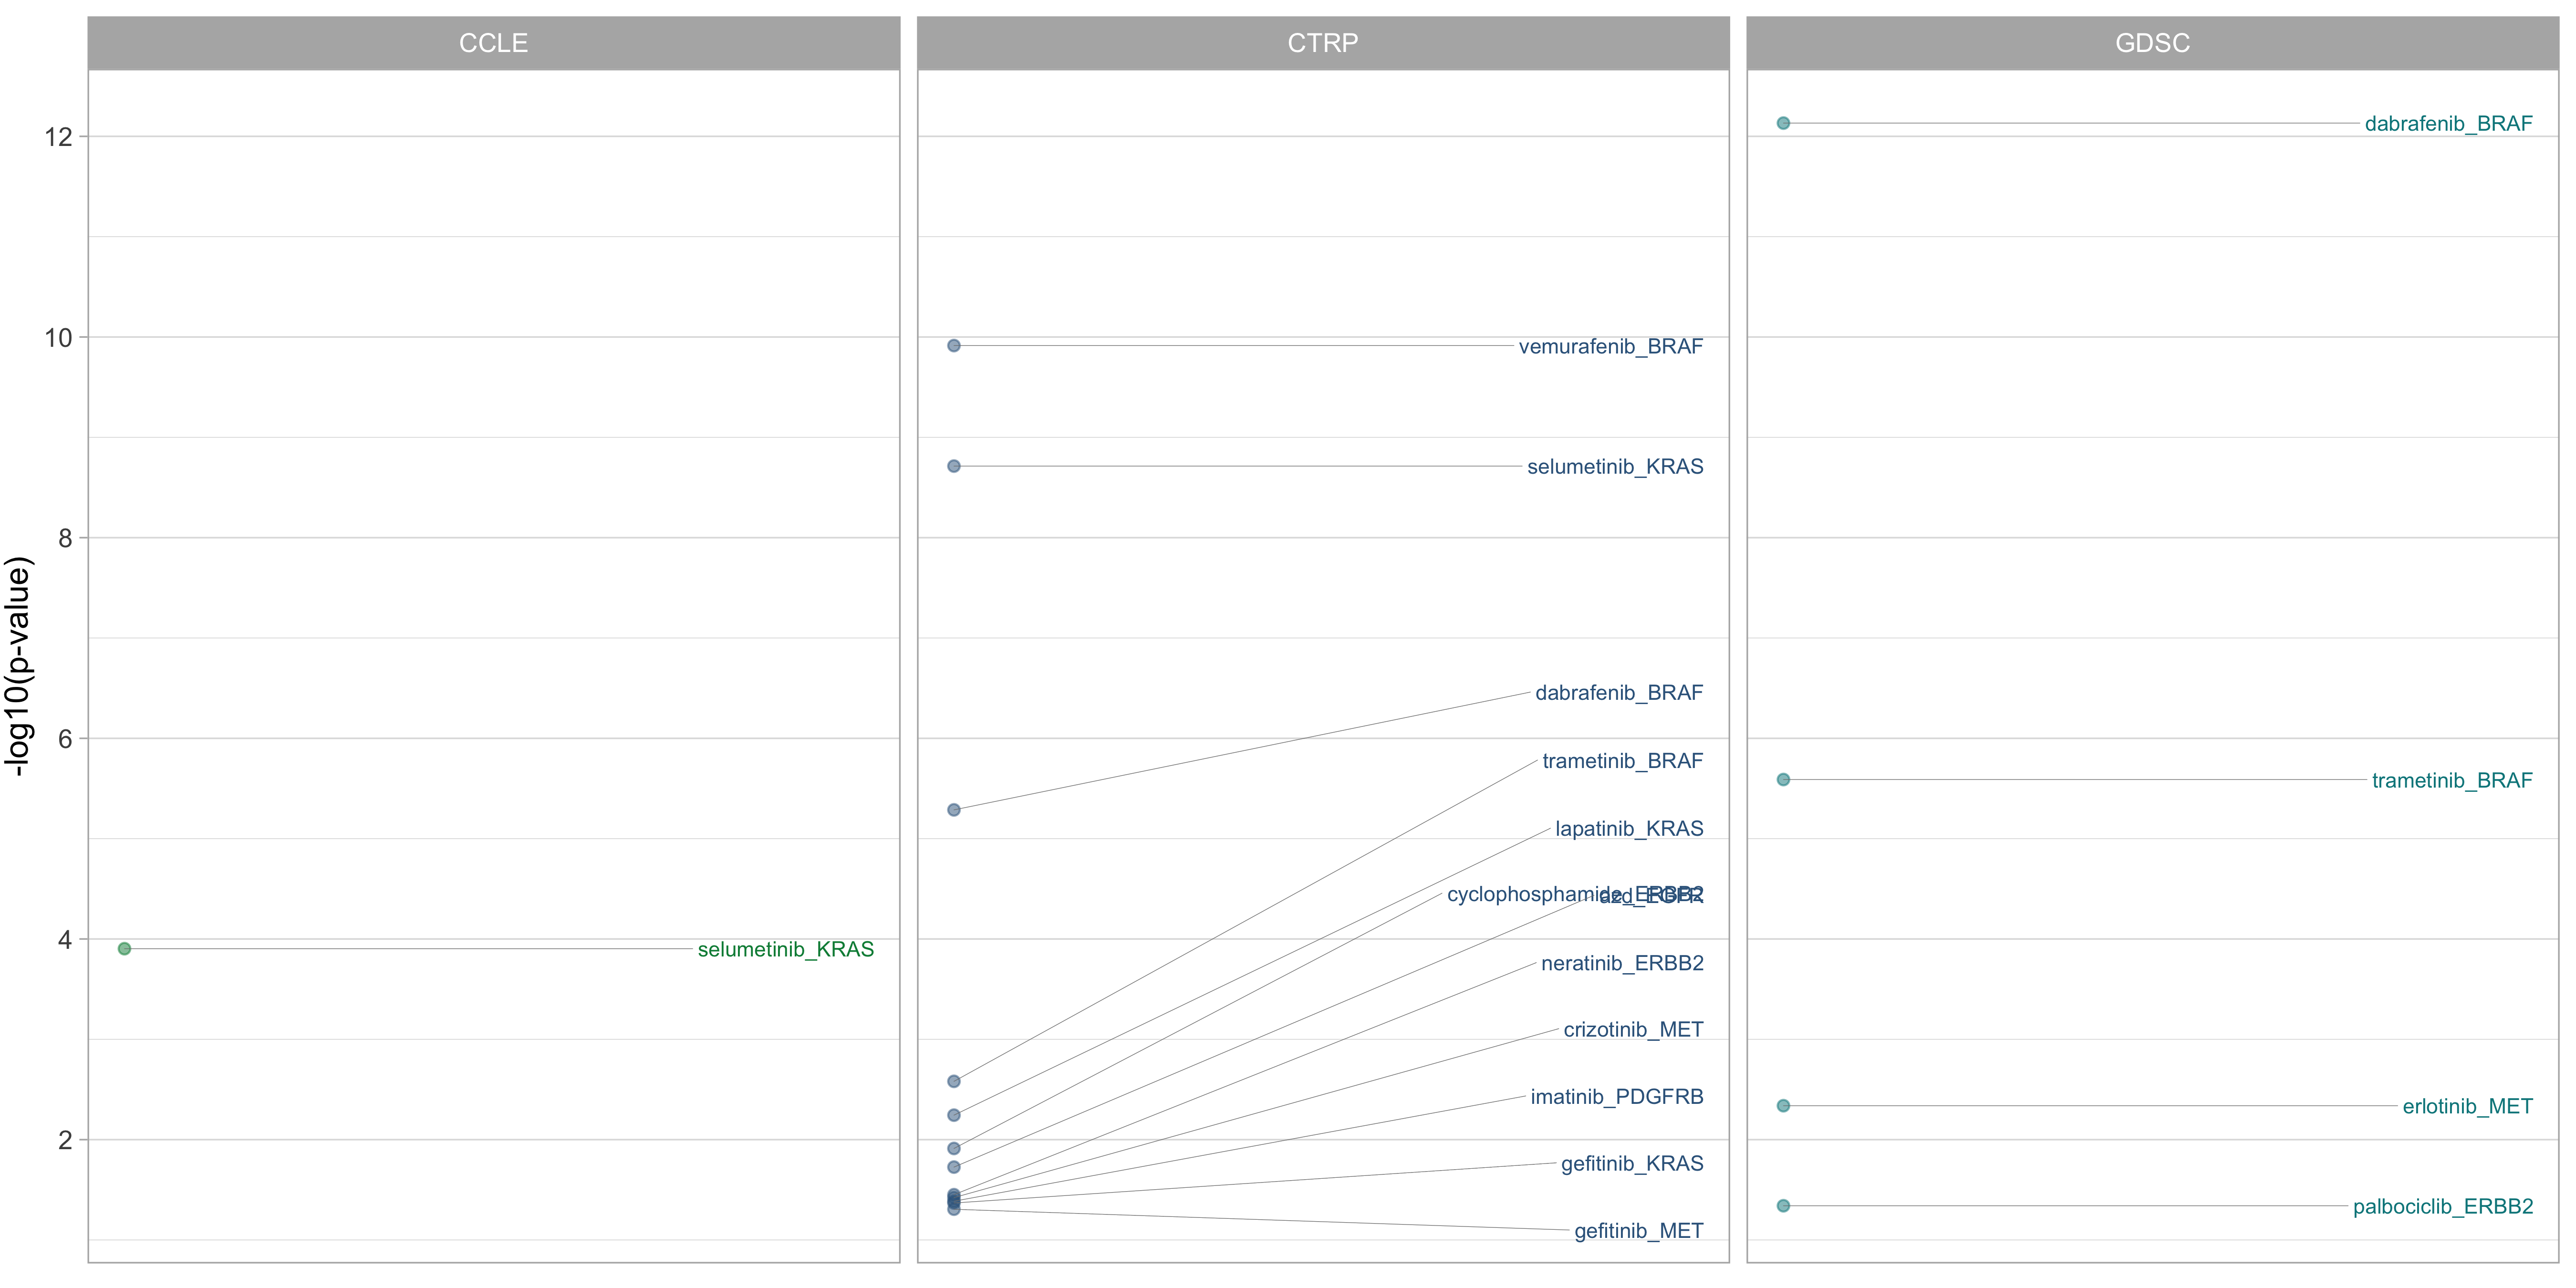 CCLE
CTRP
GDSC
-log10(p-value)
12
10
8
6
4
2
selumetinib_KRAS
vemurafenib_BRAF
selumetinib_KRAS
dabrafenib_BRAF
trametinib_BRAF
lapatinib_KRAS
cyclophosphamide_ERBB2
azd_EGFR
neratinib_ERBB2
crizotinib_MET
imatinib_PDGFRB
gefitinib_KRAS
gefitinib_MET
dabrafenib_BRAF
trametinib_BRAF
erlotinib_MET
palbociclib_ERBB2